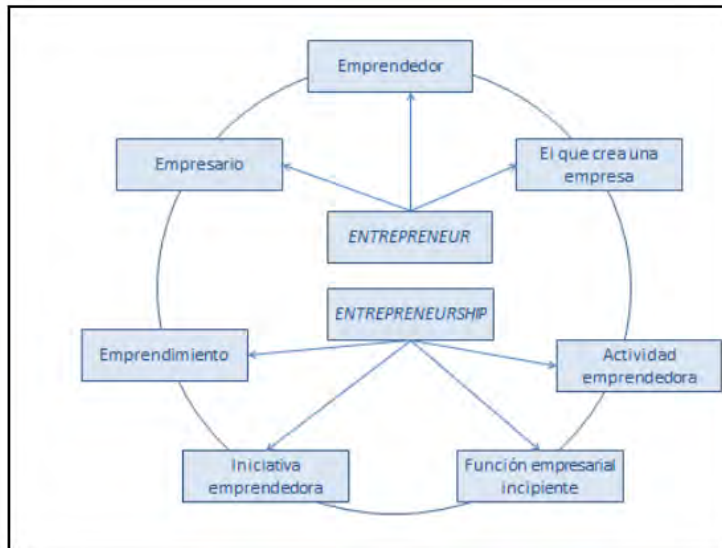 Emprendedor
Empresario
El que crea una
empresa
ENTREPRENEUR
ENTREPRENEURSHIP
Emprendimiento
Actividad
emprendedora
Iniciativa
emprendedora
Función empresarial
incipiente